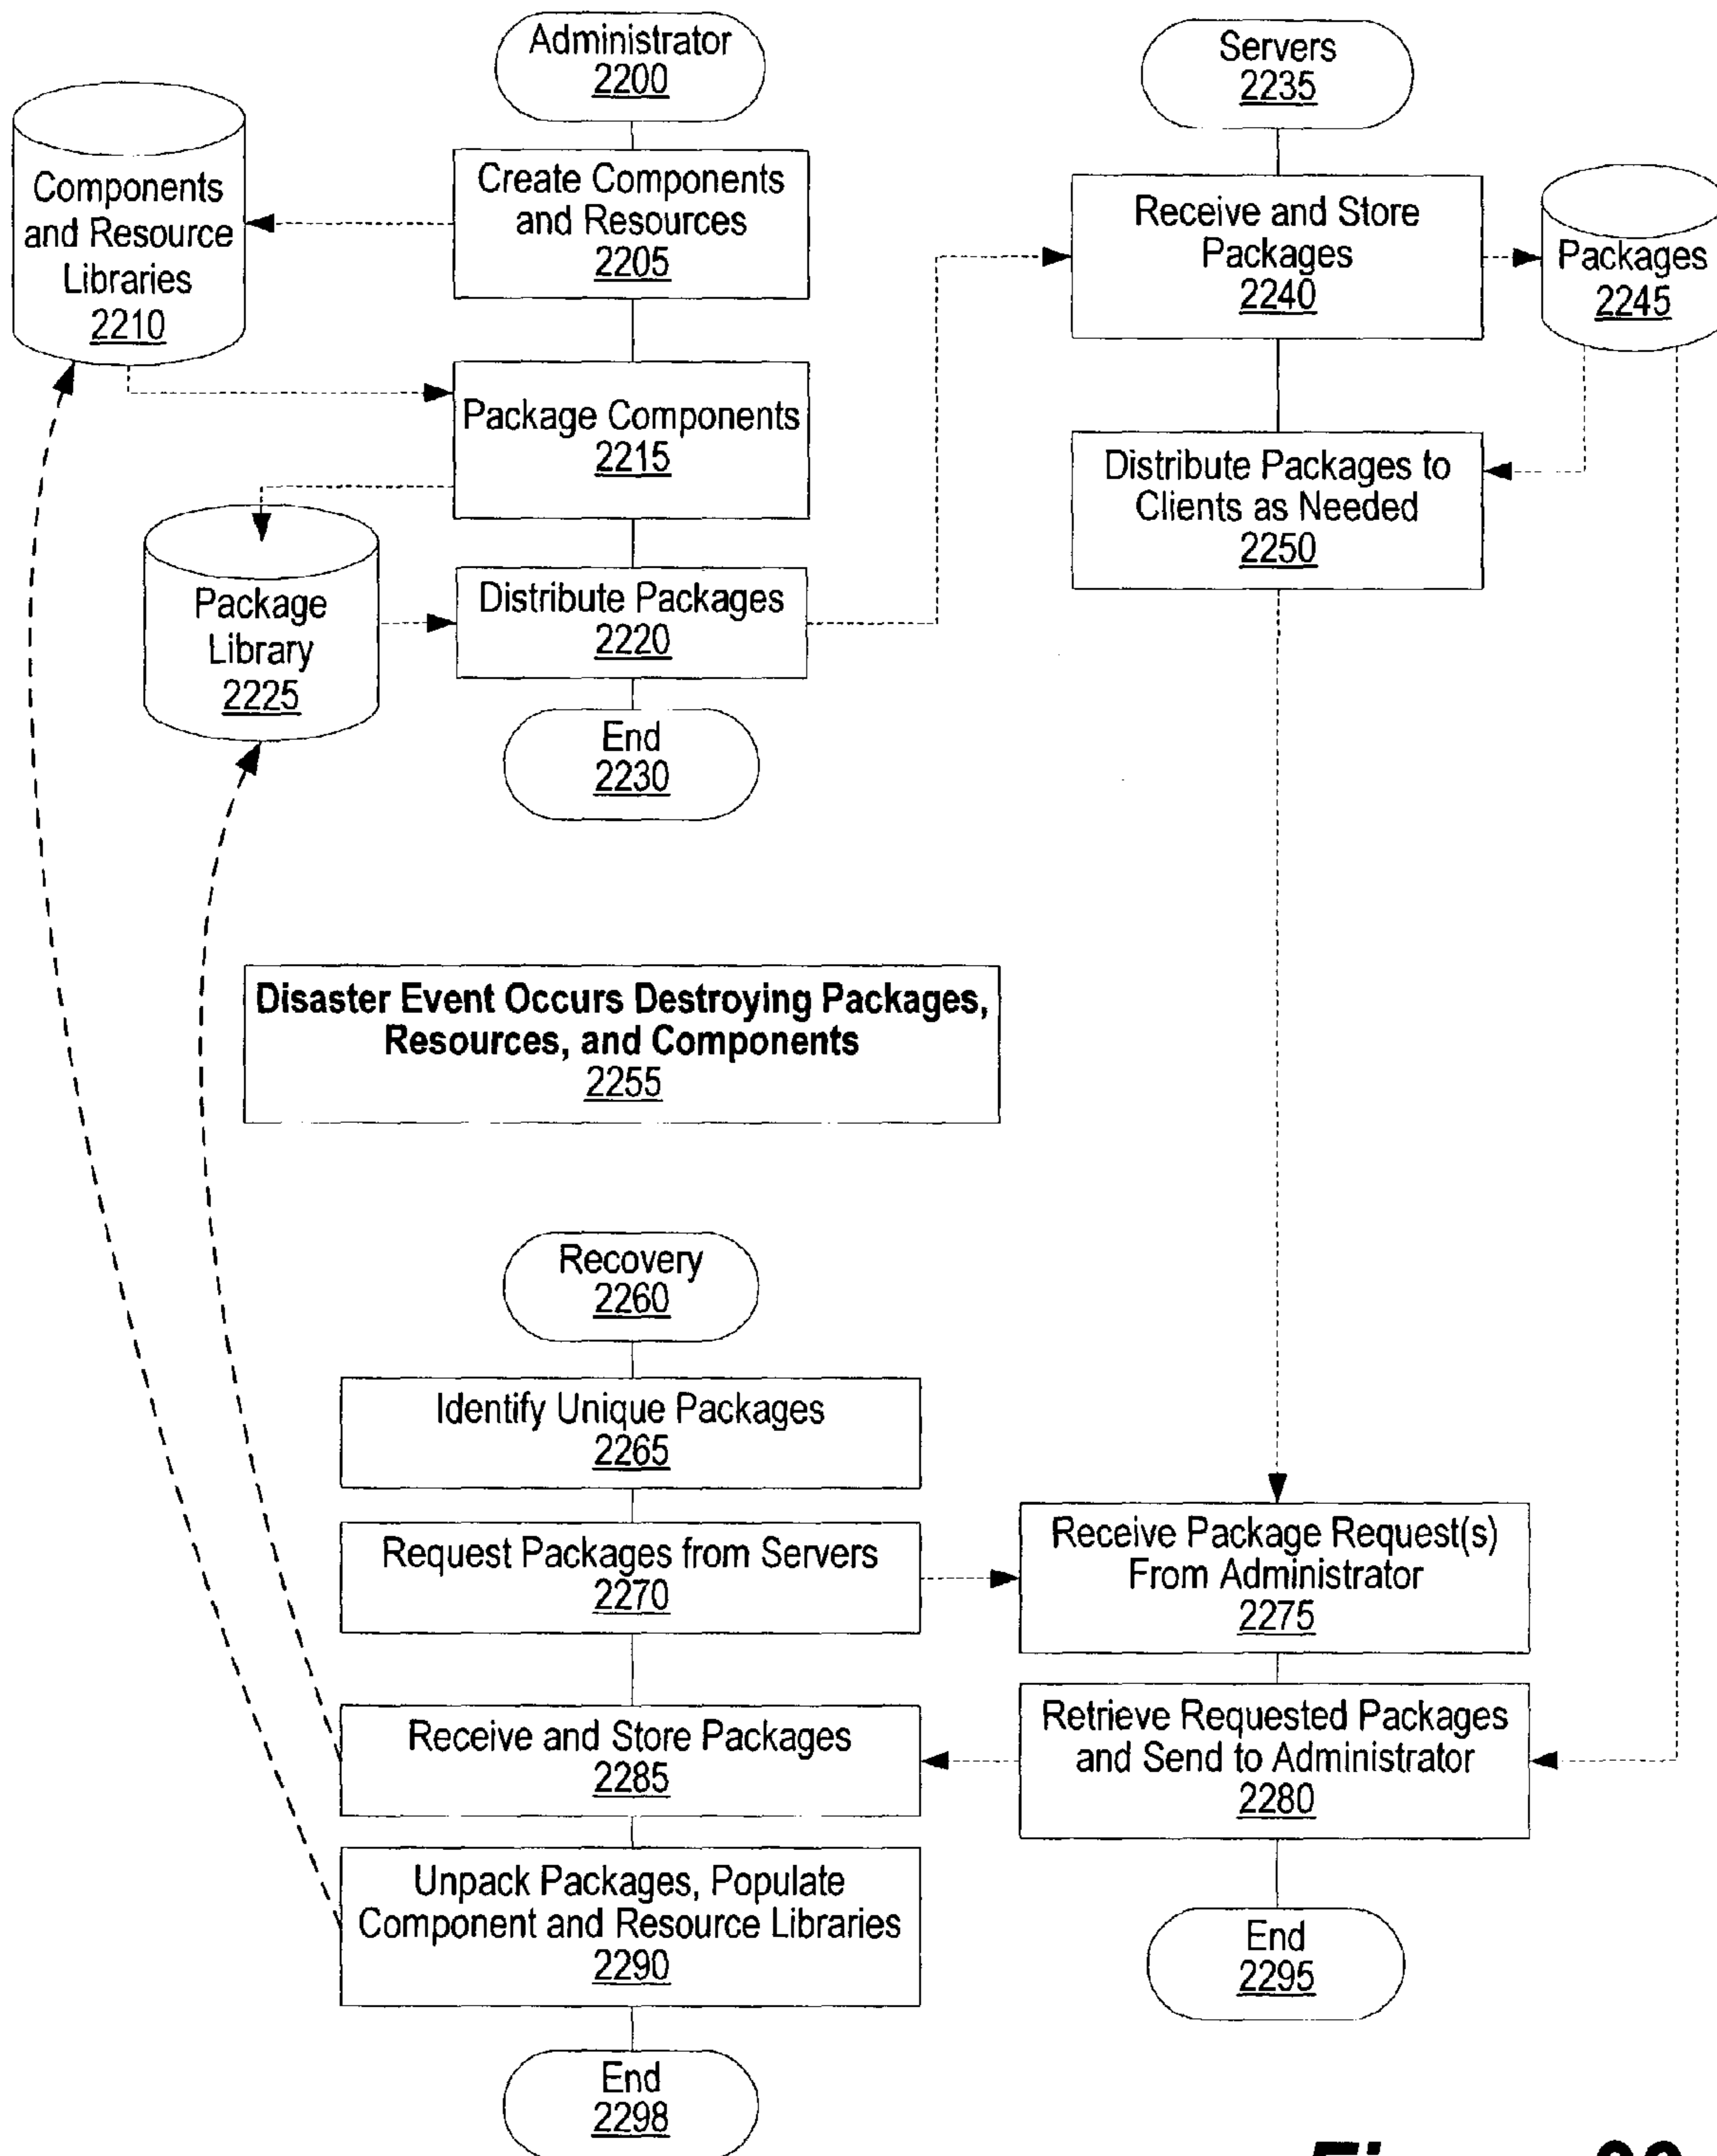 Administrator
2200
Servers
2235
Components
and Resource
Libraries
2210
Create Components
and Resources
2205
Receive and Store
Packages
2240
Packages
2245
Package Components
2215
Distribute Packages to
Clients as Needed
2250
Package
Library
2225
Distribute Packages
2220
End
2230
Disaster Event Occurs Destroying Packages,
Resources, and Components
2255
Recovery
2260
Identify Unique Packages
2265
Request Packages from Servers
2270
Receive Package Request(s)
From Administrator
2275
Receive and Store Packages
2285
Retrieve Requested Packages
and Send to Administrator
2280
Unpack Packages, Populate
Component and Resource Libraries
2290
End
2295
End
2298